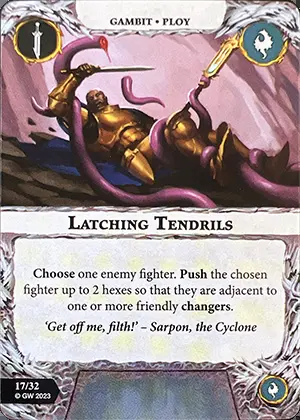 GAMBIT • PLOY
LATCHING TENDRILS
Choose one enemy fighter. Push the chosen
fighter up to 2 hexes so that they are adjacent to
one or more friendly changers.
‘Get off me, filth!’ – Sarpon, the Cyclone
17/32
© GW 2023